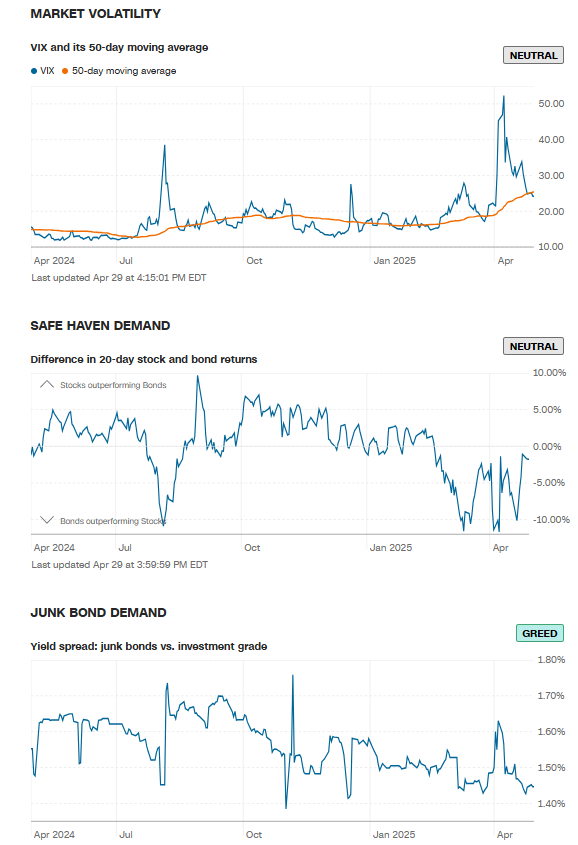 MARKET VOLATILITY
VIX and its 50-day moving average
NEUTRAL
VIX 50-day moving average
50.00
40.00
30.00
20.00
10.00
Apr 2024 Jul Oct Jan 2025 Apr
Last updated Apr 29 at 4:15:01 PM EDT
SAFE HAVEN DEMAND
NEUTRAL
Difference in 20-day stock and bond returns
10.00%
Stocks outperforming Bonds
5.00%
0.00%
-5.00%
-10.00%
Bonds outperforming Stocks
Apr 2024 Jul Oct Jan 2025 Apr
Last updated Apr 29 at 3:59:59 PM EDT
JUNK BOND DEMAND
GREED
Yield spread: junk bonds vs. investment grade
1.80%
1.70%
1.60%
1.50%
1.40%
Apr 2024 Jul Oct Jan 2025 Apr